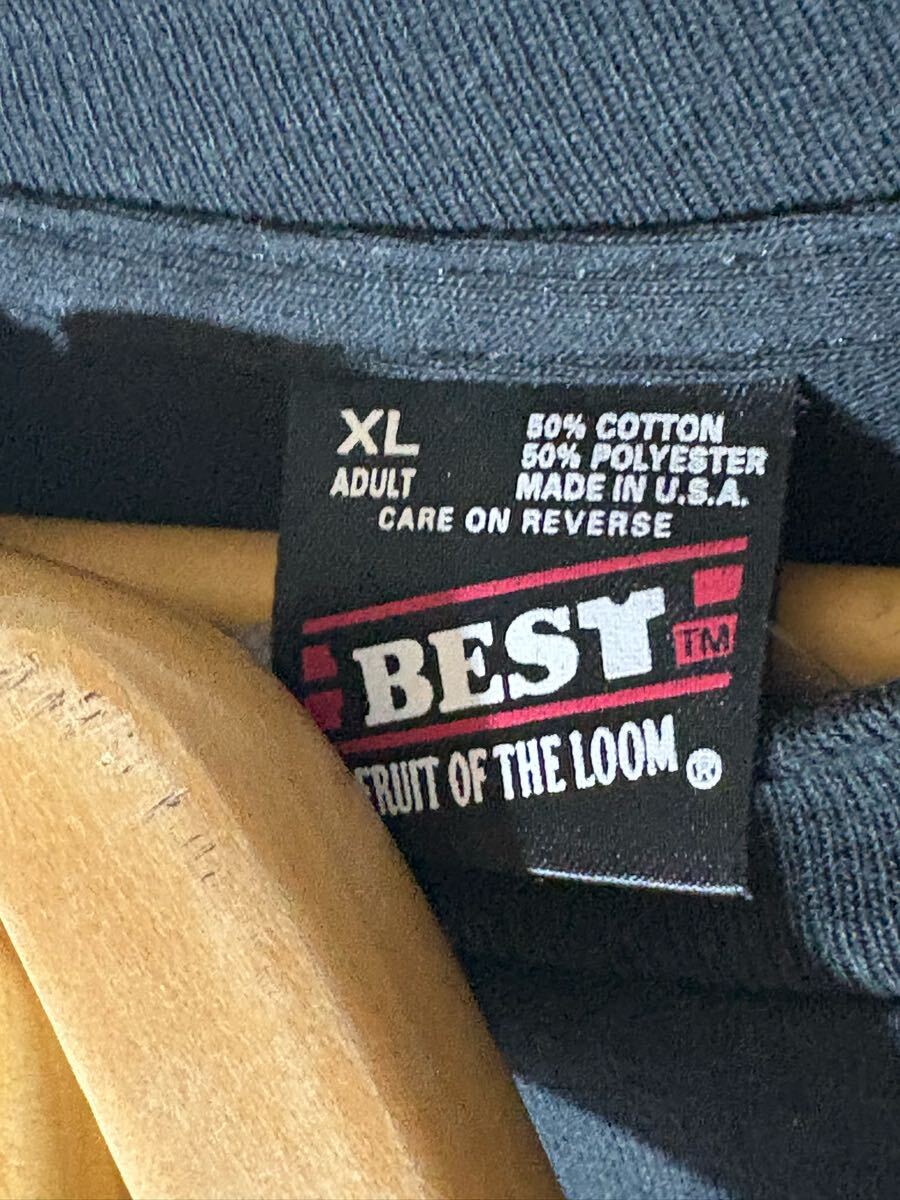 XL
ADULT
50% COTTON
50% POLYESTER
MADE IN U.S.A.
CARE ON REVERSE
BEST
TM
FRUIT OF THE LOOM ®